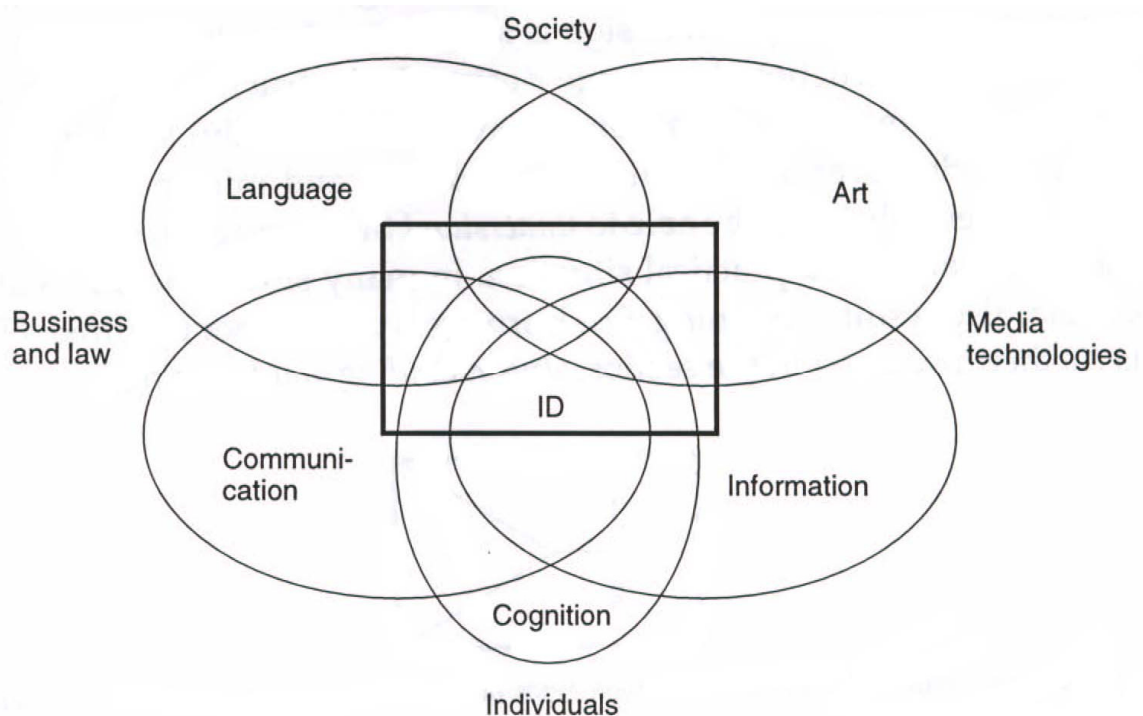 Society
Language
Art
Business
and law
Media
technologies
ID
Communi-
cation
Information
Cognition
Individuals